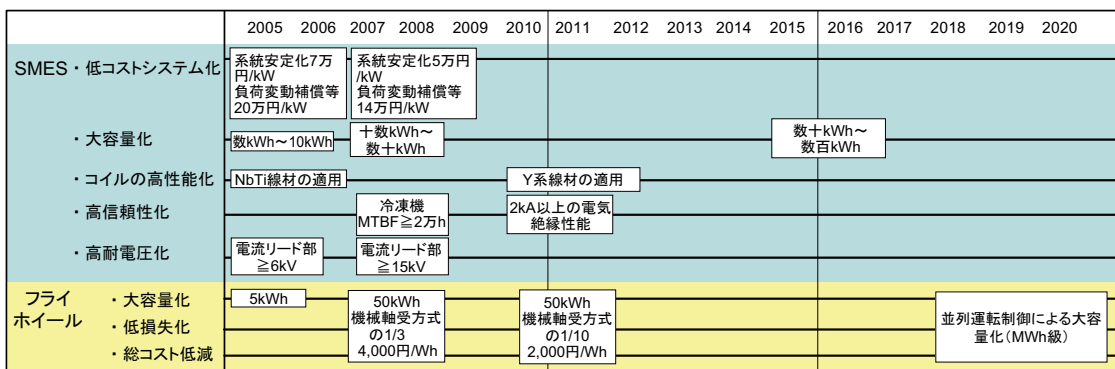 2005 2006 2007 2008 2009 2010 2011 2012 2013 2014 2015 2016 2017 2018 2019 2020
SMES・低コストシステム化
系統安定化7万
円/kW
負荷変動補償等
20万円/kW
系統安定化5万円
/kW
負荷変動補償等
14万円/kW
・大容量化
数kWh～10kWh
十数kWh～
数十kWh
数十kWh～
数百kWh
・コイルの高性能化
NbTi線材の適用
Y系線材の適用
・高信頼性化
冷凍機
MTBF≧2万h
2kA以上の電気
絶縁性能
・高耐電圧化
電流リード部
≧6kV
電流リード部
≧15kV
フライ
ホイール
・大容量化
・低損失化
・総コスト低減
5kWh
50kWh
機械軸受方式
の1/3
4,000円/Wh
50kWh
機械軸受方式
の1/10
2,000円/Wh
並列運転制御による大容
量化(MWh級)